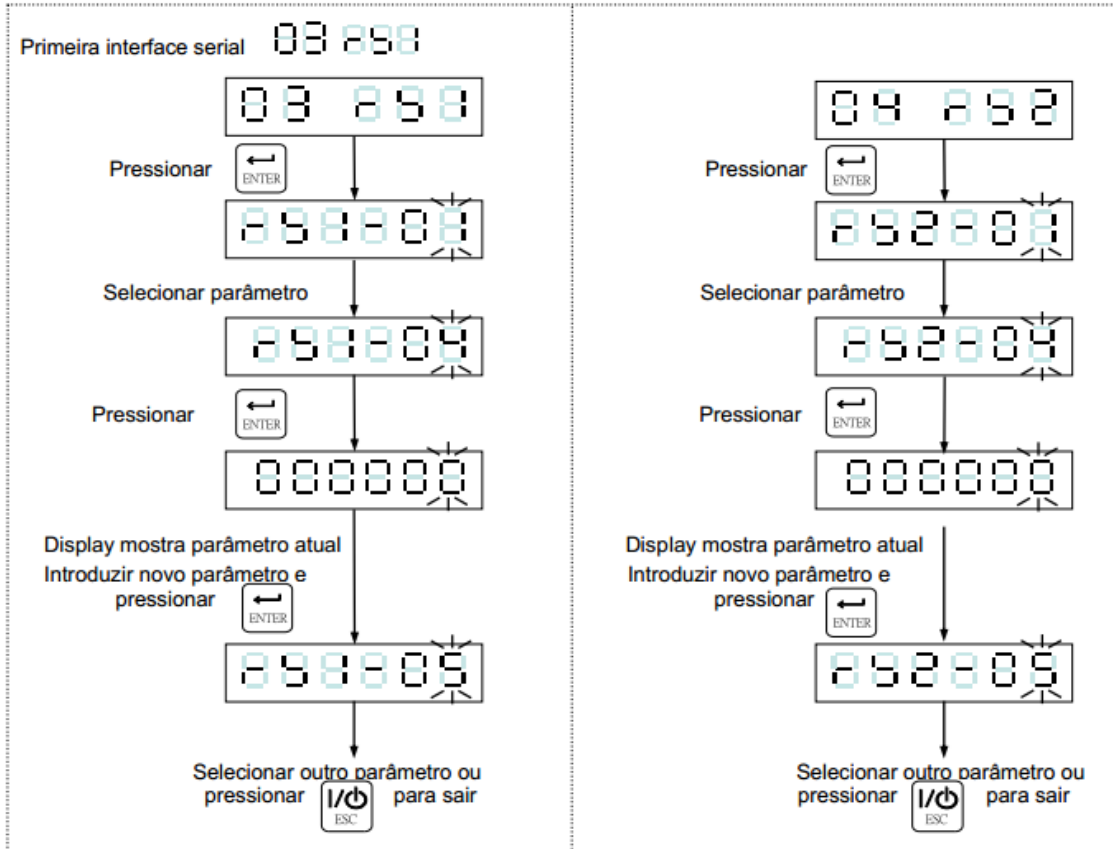 Primeira interface serial 03 rS1
03 rS1
Pressionar ENTER
rS1-01
Selecionar parâmetro
rS1-04
Pressionar ENTER
000000
Display mostra parâmetro atual
Introduzir novo parâmetro e
pressionar ENTER
rS1-05
Selecionar outro parâmetro ou
pressionar I/⏻ ESC para sair
04 rS2
Pressionar ENTER
rS2-01
Selecionar parâmetro
rS2-04
Pressionar ENTER
000000
Display mostra parâmetro atual
Introduzir novo parâmetro e
pressionar ENTER
rS2-05
Selecionar outro parâmetro ou
pressionar I/⏻ ESC para sair